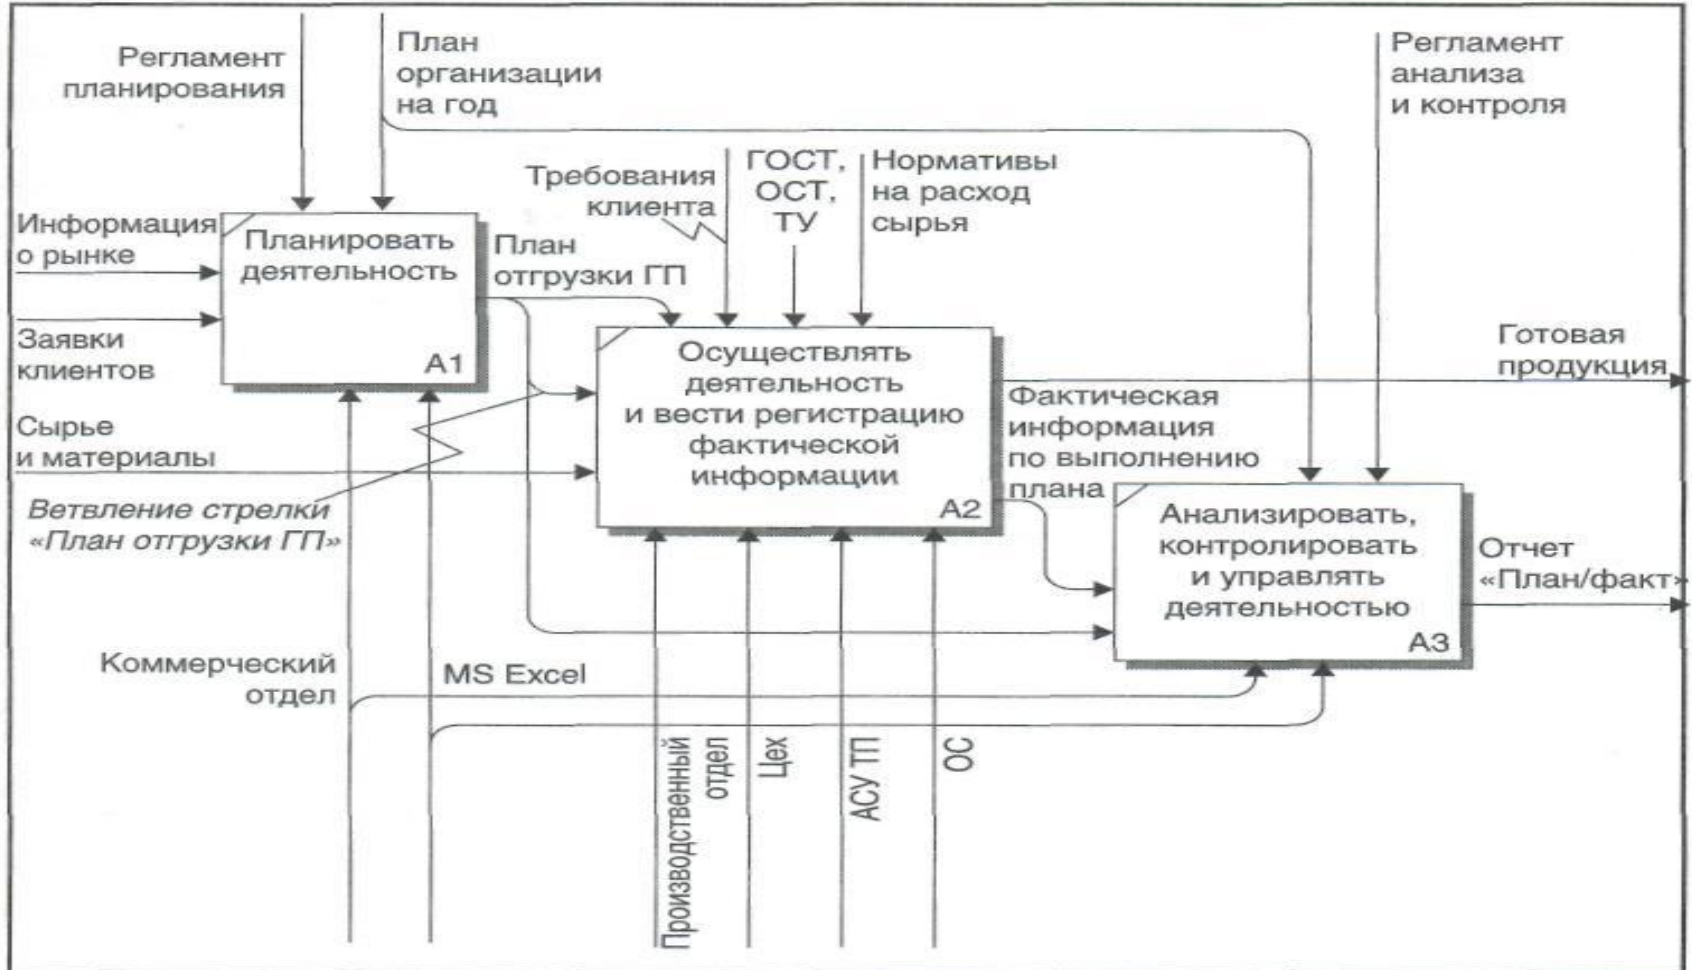 Регламент
планирования
План
организации
на год
Регламент
анализа
и контроля
Требования
клиента
ГОСТ,
ОСТ,
ТУ
Нормативы
на расход
сырья
Информация
о рынке
Заявки
клиентов
Планировать
деятельность
А1
План
отгрузки ГП
Сырье
и материалы
Ветвление стрелки
«План отгрузки ГП»
Осуществлять
деятельность
и вести регистрацию
фактической
информации
А2
Готовая
продукция
Фактическая
информация
по выполнению
плана
Анализировать,
контролировать
и управлять
деятельностью
А3
Отчет
«План/факт»
Коммерческий
отдел
MS Excel
Производственный
отдел
Цех
АСУ ТП
ОС